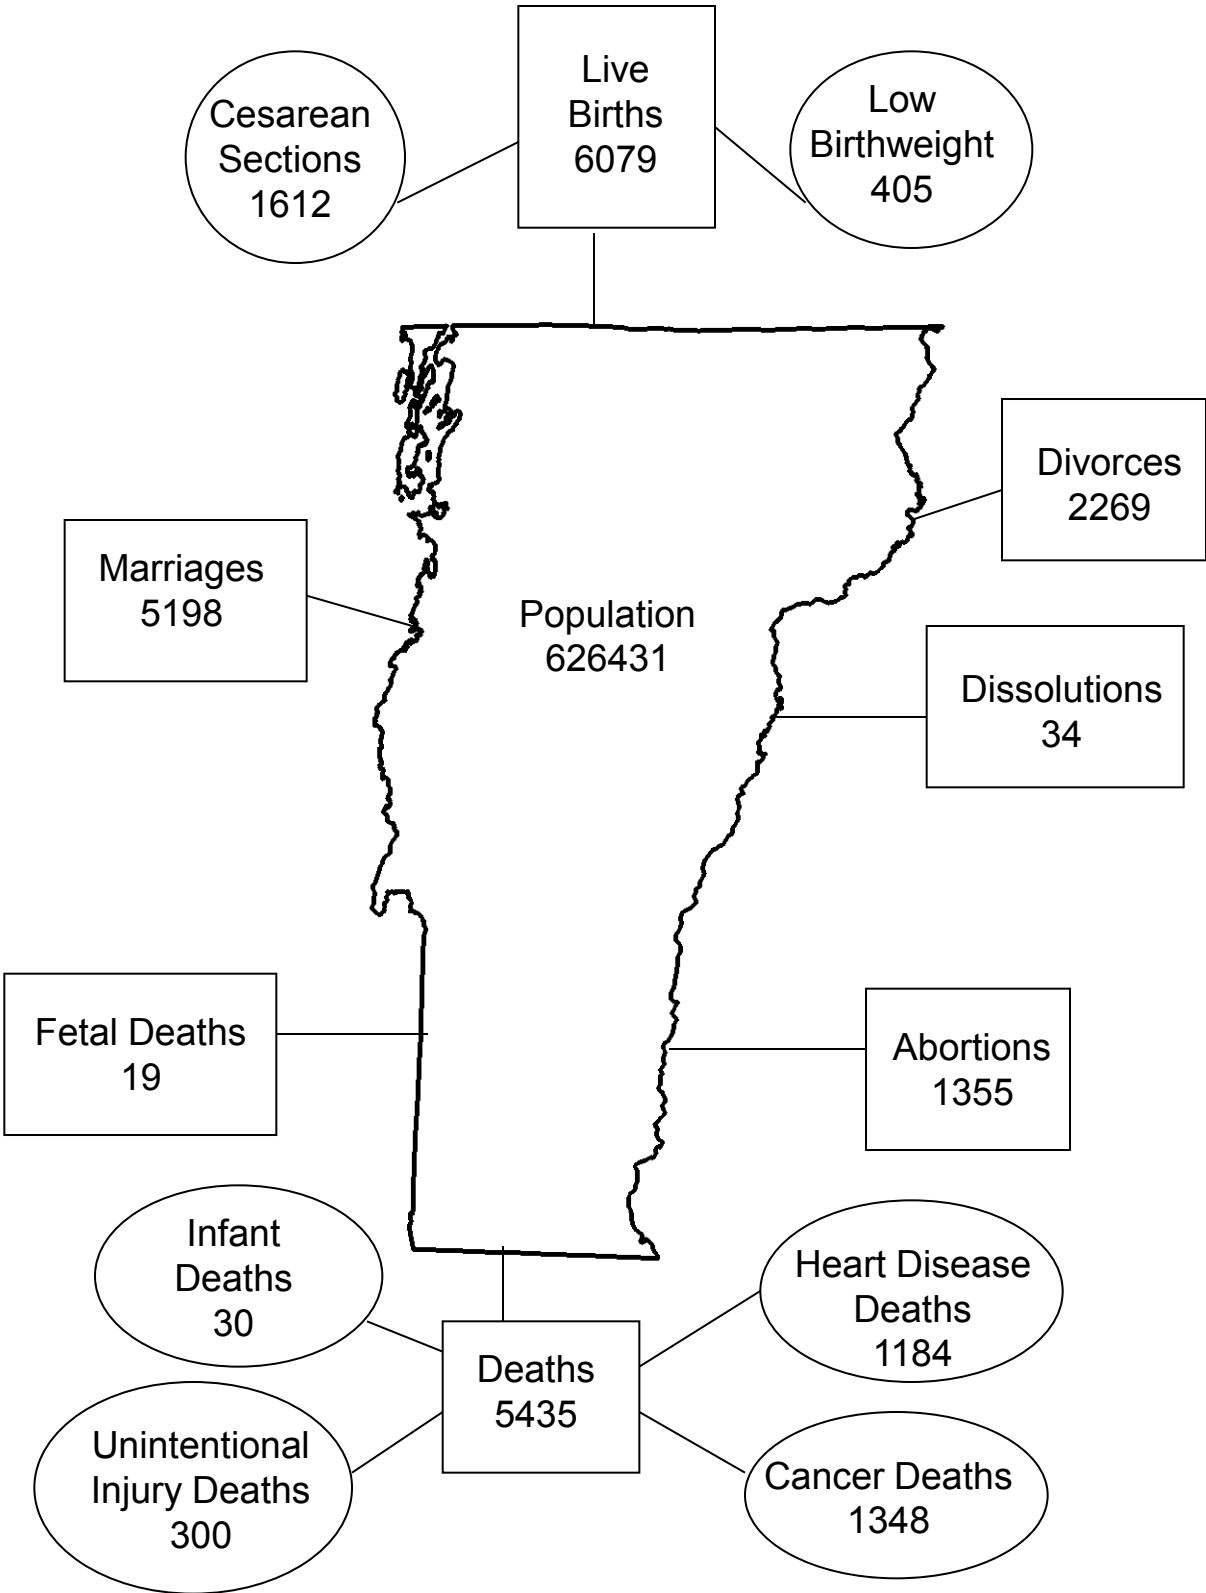 Live
Births
6079
Cesarean
Sections
1612
Low
Birthweight
405
Divorces
2269
Marriages
5198
Population
626431
Dissolutions
34
Fetal Deaths
19
Abortions
1355
Infant
Deaths
30
Heart Disease
Deaths
1184
Deaths
5435
Unintentional
Injury Deaths
300
Cancer Deaths
1348